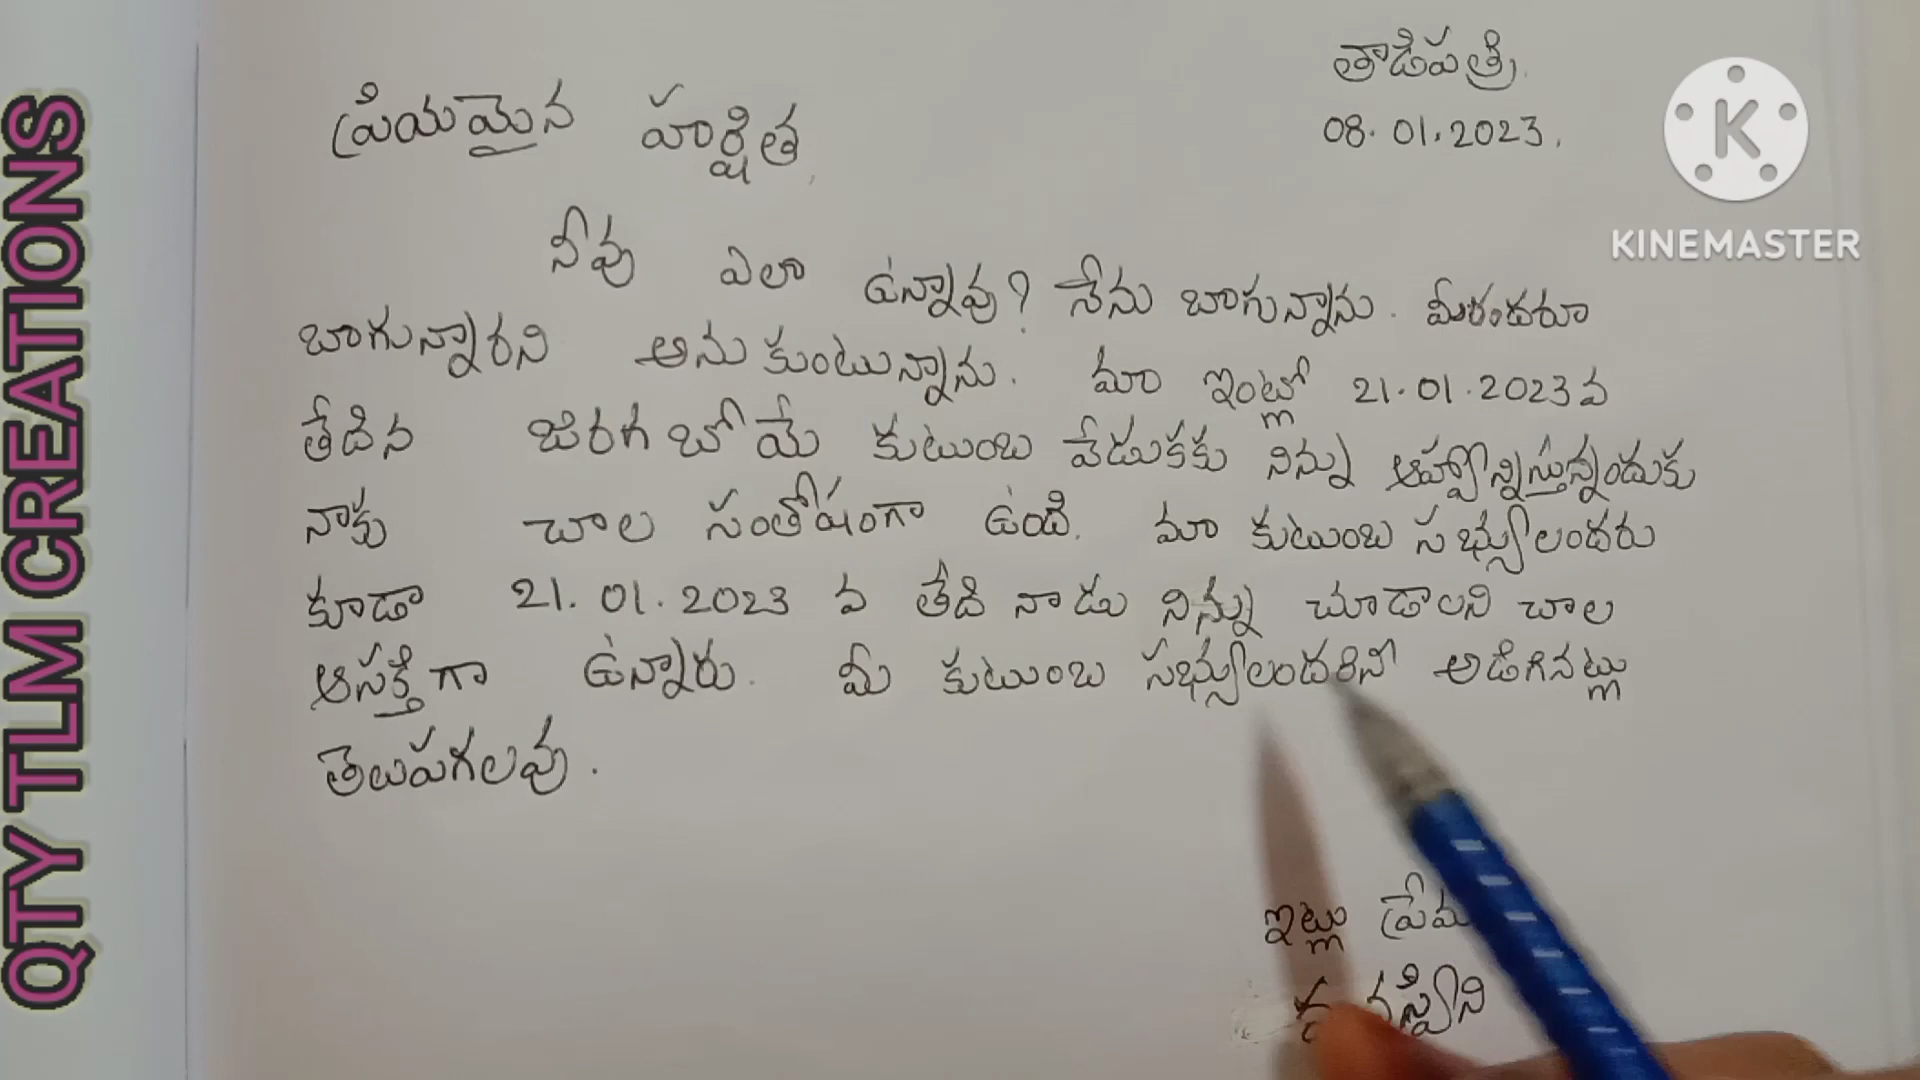 తాడిపత్రి.
08.01.2023.
ప్రియమైన హర్షిత,
నీవు ఎలా ఉన్నావు? నేను బాగున్నాను. మీరందరూ
బాగున్నారని అనుకుంటున్నాను. మా ఇంట్లో 21.01.2023వ
తేదిన జరగబోయే కుటుంబ వేడుకకు నిన్ను ఆహ్వానిస్తున్నందుకు
నాకు చాల సంతోషంగా ఉంది. మా కుటుంబ సభ్యులందరు
కూడా 21.01.2023 వ తేది నాడు నిన్ను చూడాలని చాల
ఆసక్తిగా ఉన్నారు. మీ కుటుంబ సభ్యులందరినీ అడిగినట్లు
తెలుపగలవు.
ఇట్లు ప్రేమ
QTY TLM CREATIONS
K
KINEMASTER